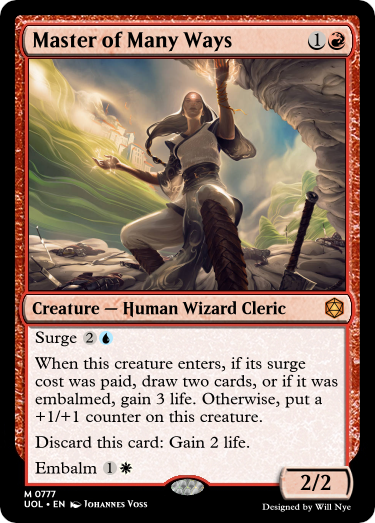 Master of Many Ways 1
Creature — Human Wizard Cleric
Surge 2
When this creature enters, if its surge
cost was paid, draw two cards, or if it was
embalmed, gain 3 life. Otherwise, put a
+1/+1 counter on this creature.
Discard this card: Gain 2 life.
Embalm 1
2/2
M 0777
UOL • EN Johannes Voss
Designed by Will Nye